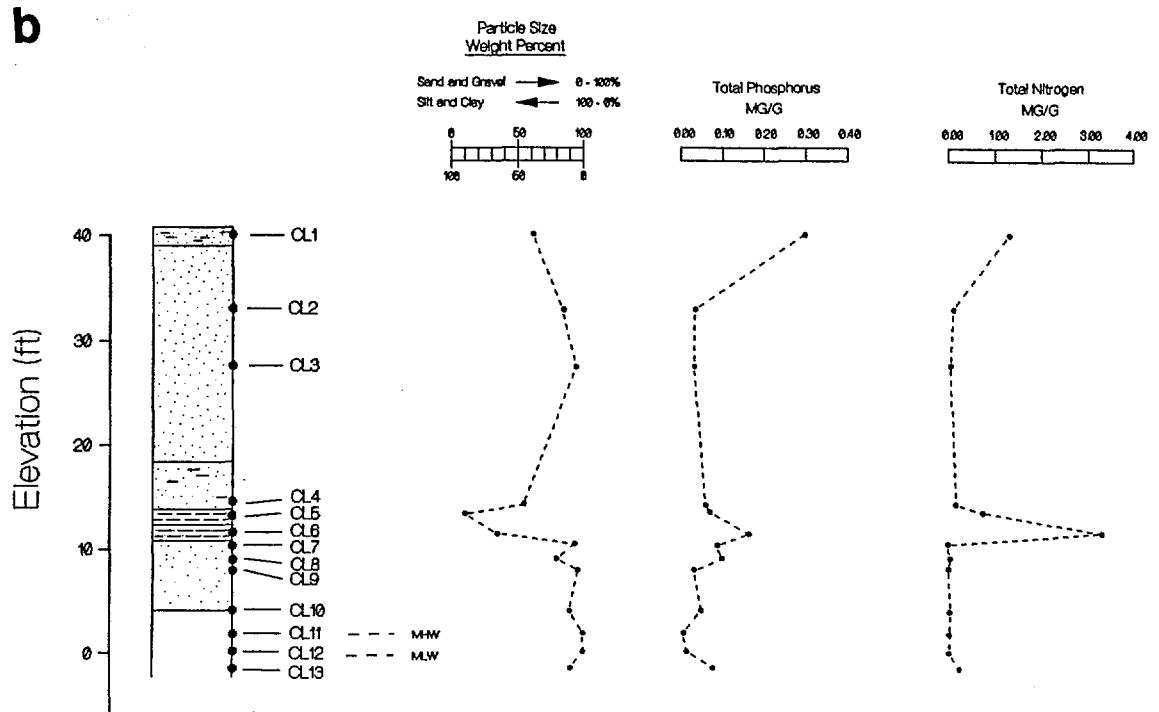 b
Particle Size
Weight Percent
Sand and Gravel 0 - 100%
Silt and Clay 100 - 0%
0 50 100
100 50 0
Total Phosphorus
MG/G
0.00 0.10 0.20 0.30 0.40
Total Nitrogen
MG/G
0.00 1.00 2.00 3.00 4.00
Elevation (ft)
40
30
20
10
0
CL1
CL2
CL3
CL4
CL5
CL6
CL7
CL8
CL9
CL10
CL11 MHW
CL12 MLW
CL13